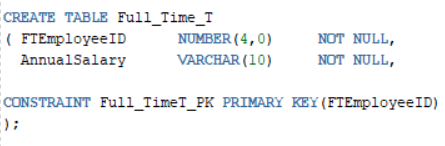 CREATE TABLE Full_Time_T
( FTEmployeeID NUMBER(4,0) NOT NULL,
AnnualSalary VARCHAR(10) NOT NULL,
CONSTRAINT Full_TimeT_PK PRIMARY KEY(FTEmployeeID)
);